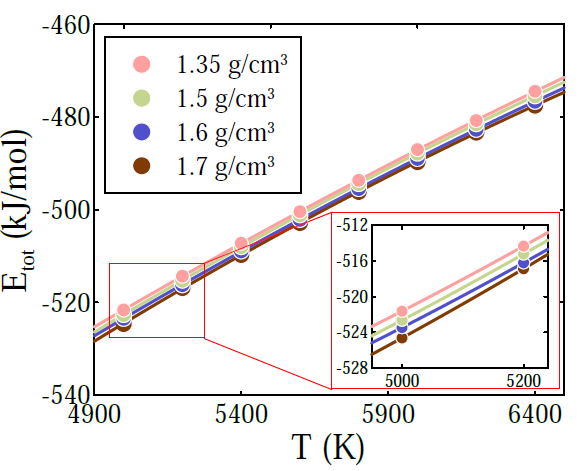 -460
-480
-500
-520
-540
E_tot (kJ/mol)
1.35 g/cm³
1.5 g/cm³
1.6 g/cm³
1.7 g/cm³
-512
-516
-520
-524
-528
5000 5200
4900 5400 5900 6400
T (K)